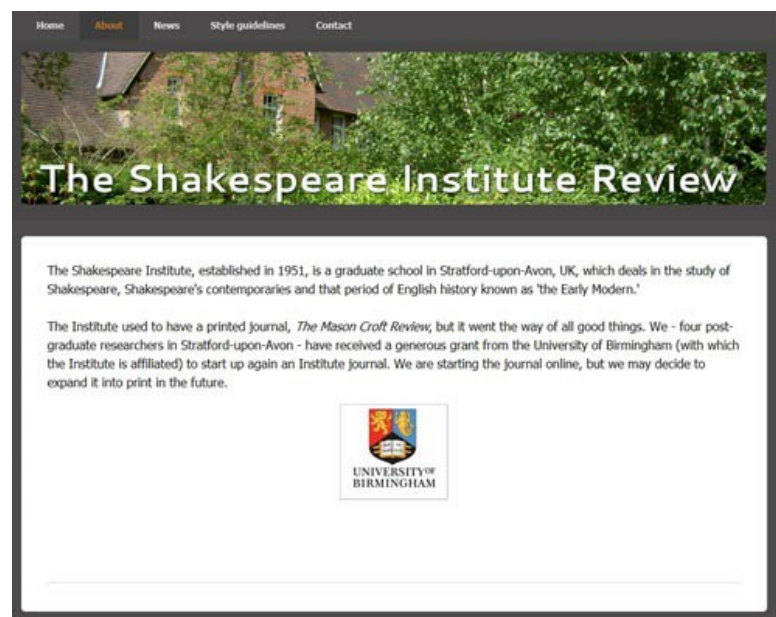 Home About News Style guidelines Contact
The Shakespeare Institute Review
The Shakespeare Institute, established in 1951, is a graduate school in Stratford-upon-Avon, UK, which deals in the study of
Shakespeare, Shakespeare's contemporaries and that period of English history known as 'the Early Modern.'
The Institute used to have a printed journal, The Mason Croft Review, but it went the way of all good things. We - four post-
graduate researchers in Stratford-upon-Avon - have received a generous grant from the University of Birmingham (with which
the Institute is affiliated) to start up again an Institute journal. We are starting the journal online, but we may decide to
expand it into print in the future.
UNIVERSITY OF
BIRMINGHAM